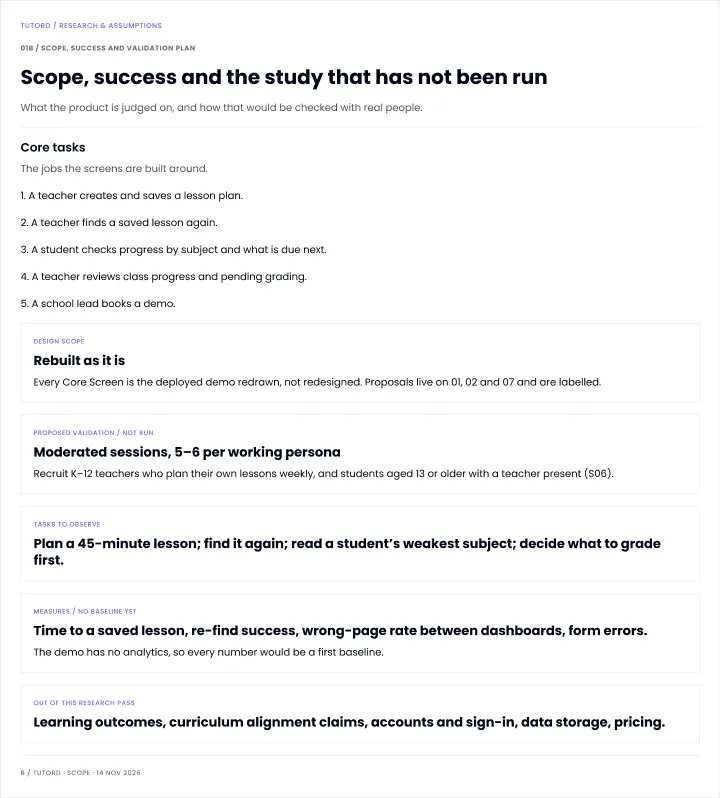 TUTORD / RESEARCH & ASSUMPTIONS
01B / SCOPE, SUCCESS AND VALIDATION PLAN
Scope, success and the study that has not been run
What the product is judged on, and how that would be checked with real people.
Core tasks
The jobs the screens are built around.
1. A teacher creates and saves a lesson plan.
2. A teacher finds a saved lesson again.
3. A student checks progress by subject and what is due next.
4. A teacher reviews class progress and pending grading.
5. A school lead books a demo.
DESIGN SCOPE
Rebuilt as it is
Every Core Screen is the deployed demo redrawn, not redesigned. Proposals live on 01, 02 and 07 and are labelled.
PROPOSED VALIDATION / NOT RUN
Moderated sessions, 5–6 per working persona
Recruit K–12 teachers who plan their own lessons weekly, and students aged 13 or older with a teacher present (S06).
TASKS TO OBSERVE
Plan a 45-minute lesson; find it again; read a student’s weakest subject; decide what to grade
first.
MEASURES / NO BASELINE YET
Time to a saved lesson, re-find success, wrong-page rate between dashboards, form errors.
The demo has no analytics, so every number would be a first baseline.
OUT OF THIS RESEARCH PASS
Learning outcomes, curriculum alignment claims, accounts and sign-in, data storage, pricing.
6 / TUTORD · SCOPE · 14 NOV 2026